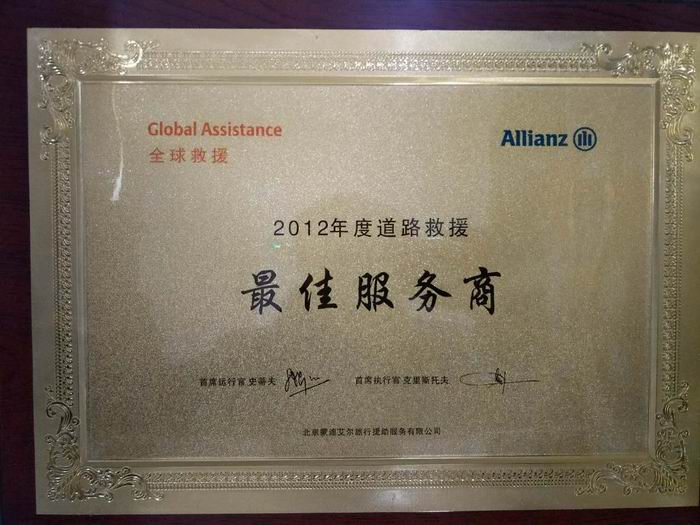 Global Assistance
全球救援
Allianz
2012年度道路救援
最佳服务商
首席运行官 史蒂夫
首席执行官 克里斯托夫
北京蒙迪艾尔旅行援助服务有限公司